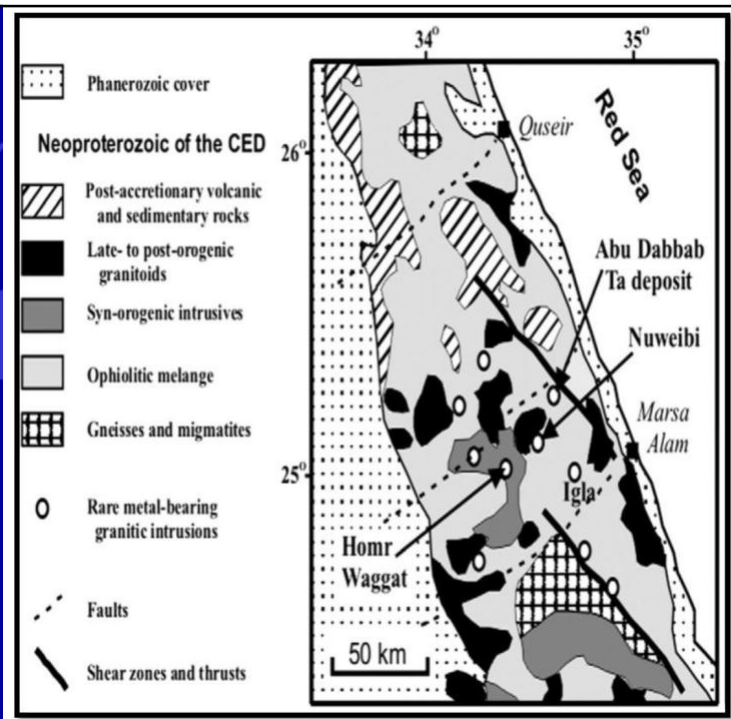 Phanerozoic cover
Neoproterozoic of the CED
Post-accretionary volcanic
and sedimentary rocks
Late- to post-orogenic
granitoids
Syn-orogenic intrusives
Ophiolitic melange
Gneisses and migmatites
Rare metal-bearing
granitic intrusions
Faults
Shear zones and thrusts
34°
35°
26°
25°
Quseir
Red Sea
Abu Dabbab
Ta deposit
Nuweibi
Marsa
Alam
Igla
Homr
Waggat
50 km